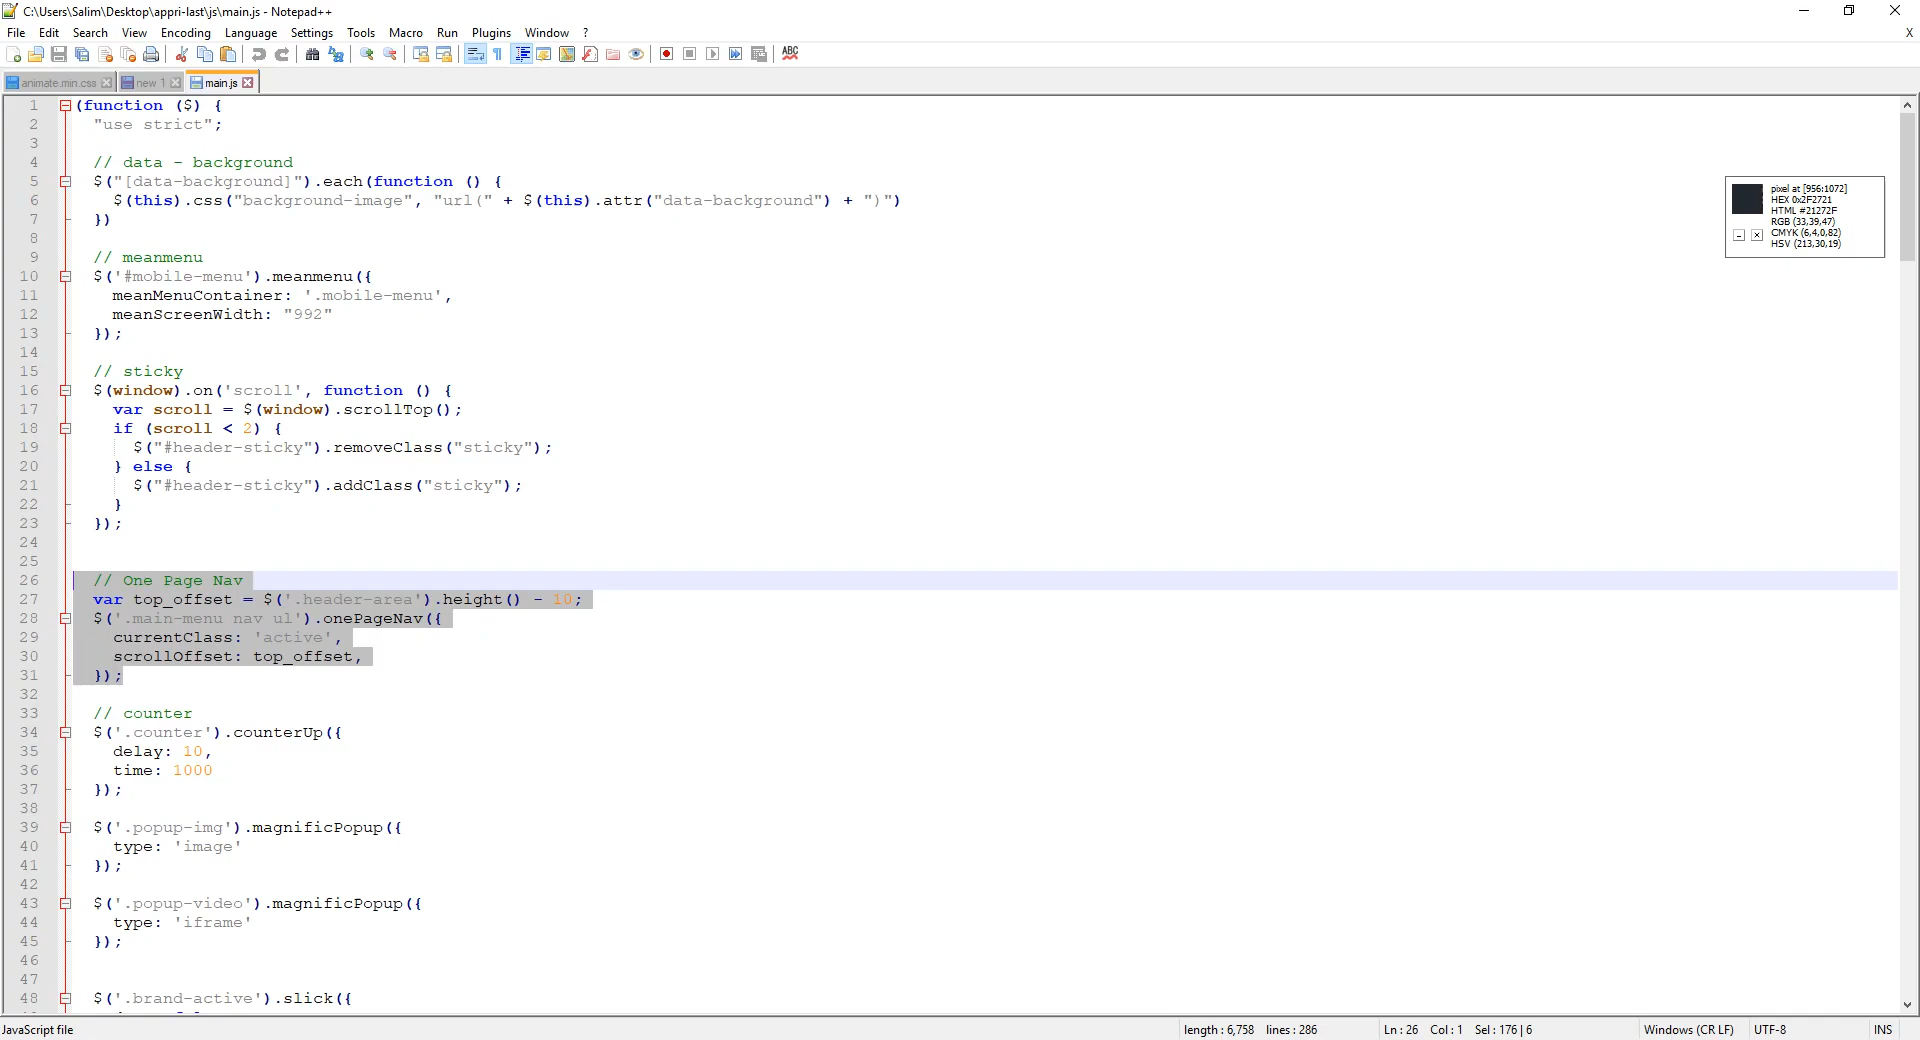 C:\Users\Salim\Desktop\appri-last\js\main.js - Notepad++
File Edit Search View Encoding Language Settings Tools Macro Run Plugins Window ? X
ABC
animate.min.css new 1 main.js
1 (function ($) {
2 "use strict";
3
4 // data - background
5 $("[data-background]").each(function () {
6 $(this).css("background-image", "url(" + $(this).attr("data-background") + ")")
7 })
8
9 // meanmenu
10 $('#mobile-menu').meanmenu({
11 meanMenuContainer: '.mobile-menu',
12 meanScreenWidth: "992"
13 });
14
15 // sticky
16 $(window).on('scroll', function () {
17 var scroll = $(window).scrollTop();
18 if (scroll < 2) {
19 $("#header-sticky").removeClass("sticky");
20 } else {
21 $("#header-sticky").addClass("sticky");
22 }
23 });
24
25
26 // One Page Nav
27 var top_offset = $('.header-area').height() - 10;
28 $('.main-menu nav ul').onePageNav({
29 currentClass: 'active',
30 scrollOffset: top_offset,
31 });
32
33 // counter
34 $('.counter').counterUp({
35 delay: 10,
36 time: 1000
37 });
38
39 $('.popup-img').magnificPopup({
40 type: 'image'
41 });
42
43 $('.popup-video').magnificPopup({
44 type: 'iframe'
45 });
46
47
48 $('.brand-active').slick({
pixel at [956:1072]
HEX 0x2F2721
HTML #21272F
RGB (33,39,47)
CMYK (6,4,0,82)
HSV (213,30,19)
JavaScript file length : 6,758 lines : 286 Ln : 26 Col : 1 Sel : 176 | 6 Windows (CR LF) UTF-8 INS